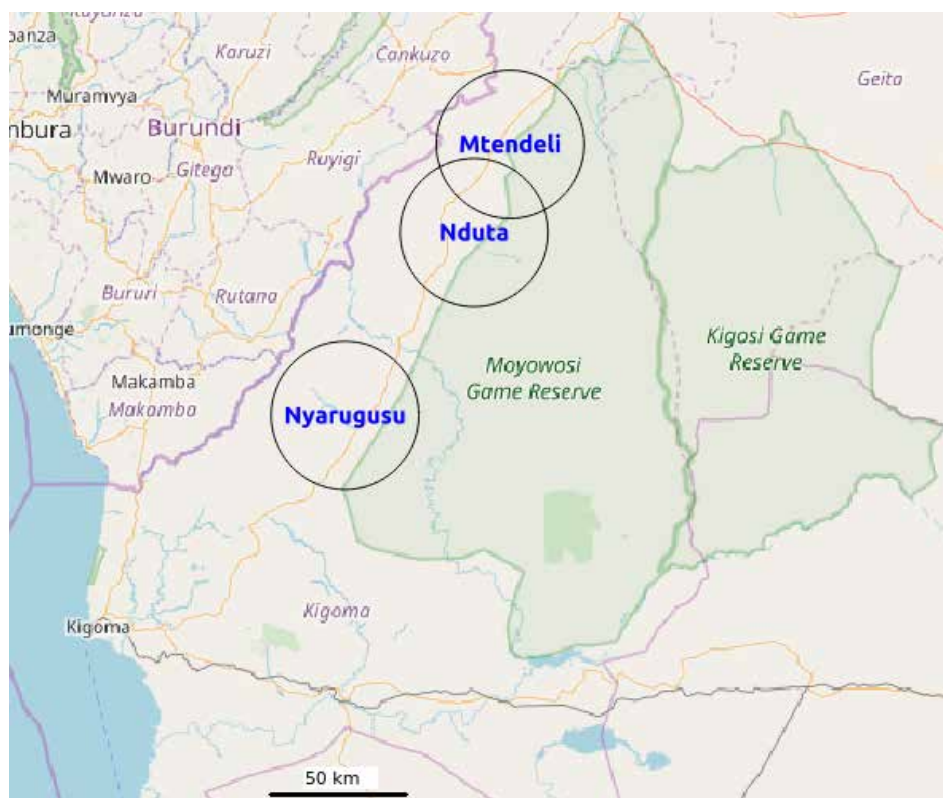 Karuzi
Cankuzo
Geita
Muramvya
Burundi
Mtendeli
Ruyigi
Gitega
Mwaro
Nduta
Bururi
Rutana
Kigosi Game
Reserve
Moyowosi
Game Reserve
Makamba
Makamba
Nyarugusu
Kigoma
Kigoma
50 km